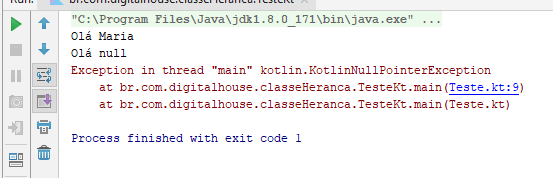 Run: br.com.digitalhouse.classeHeranca.TesteKt
"C:\Program Files\Java\jdk1.8.0_171\bin\java.exe" ...
Olá Maria
Olá null
Exception in thread "main" kotlin.KotlinNullPointerException
at br.com.digitalhouse.classeHeranca.TesteKt.main(Teste.kt:9)
at br.com.digitalhouse.classeHeranca.TesteKt.main(Teste.kt)
Process finished with exit code 1